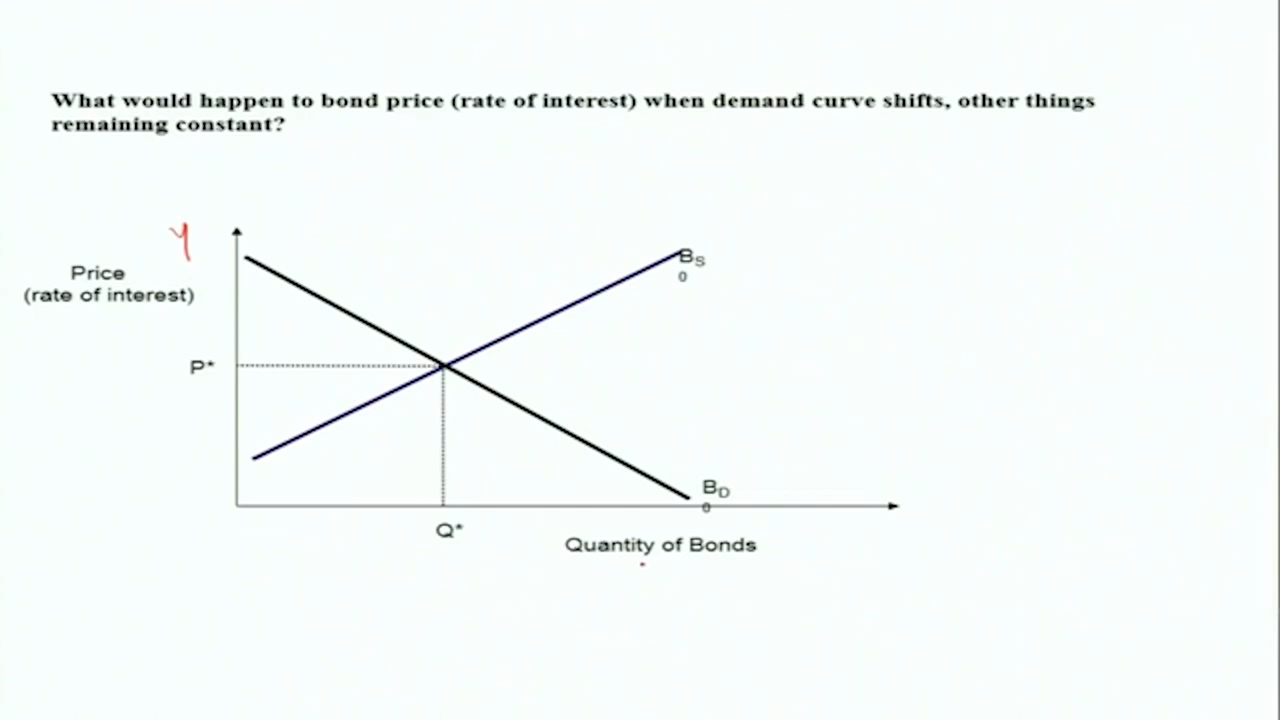 What would happen to bond price (rate of interest) when demand curve shifts, other things
remaining constant?
Y
Price
(rate of interest)
BS
0
P*
BD
0
Q*
Quantity of Bonds